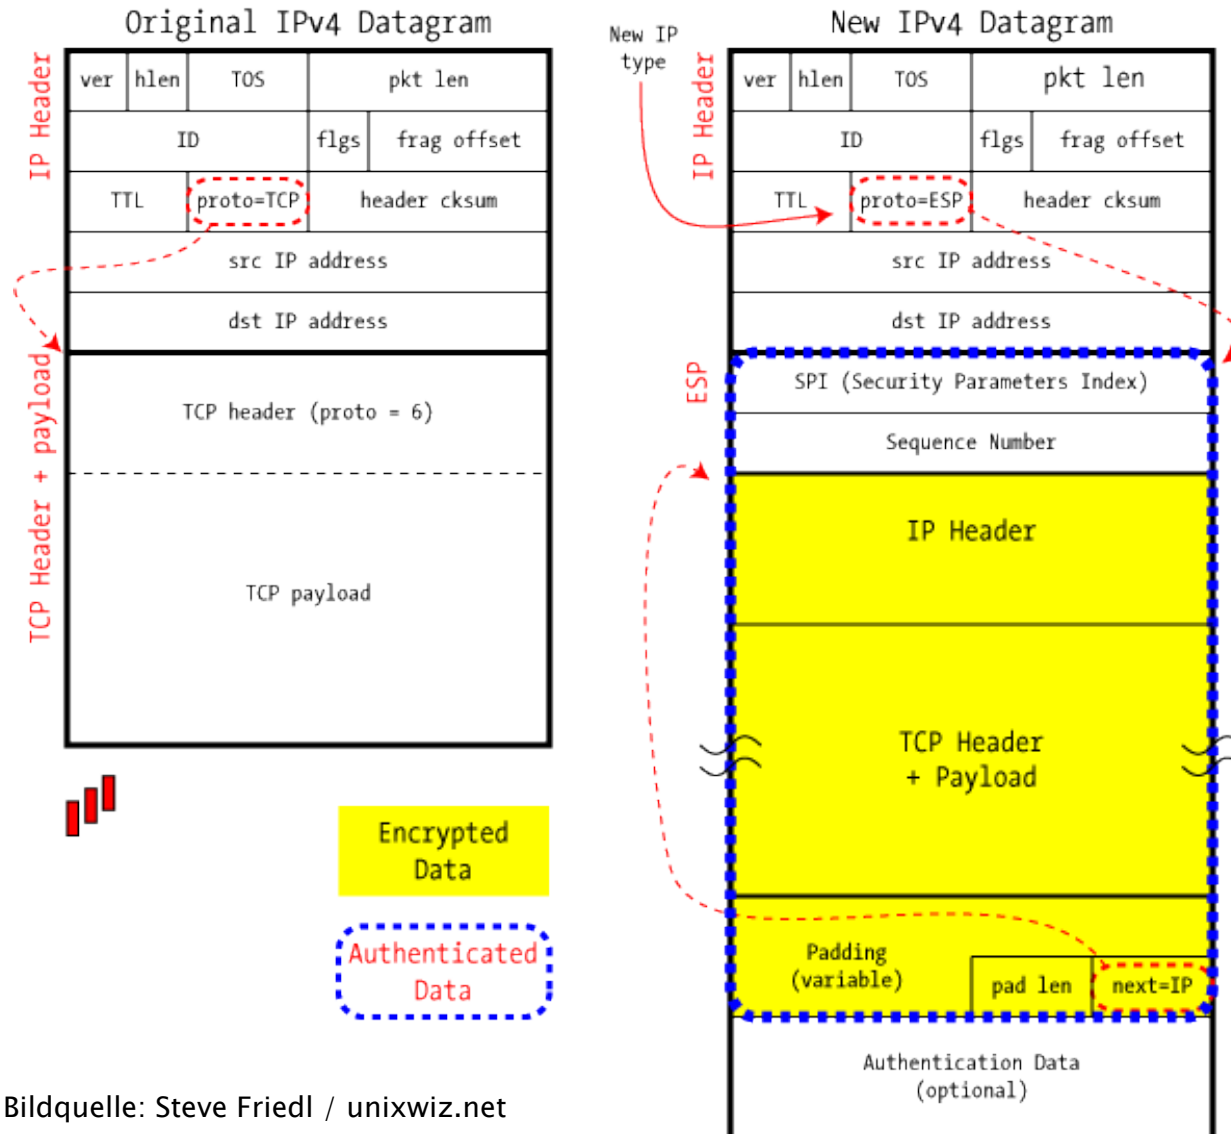 Original IPv4 Datagram
IP Header
ver hlen TOS pkt len
ID flgs frag offset
TTL proto=TCP header cksum
src IP address
dst IP address
TCP Header + payload
TCP header (proto = 6)
TCP payload
Encrypted
Data
Authenticated
Data
New IP
type
New IPv4 Datagram
IP Header
ver hlen TOS pkt len
ID flgs frag offset
TTL proto=ESP header cksum
src IP address
dst IP address
ESP
SPI (Security Parameters Index)
Sequence Number
IP Header
TCP Header
+ Payload
Padding
(variable)
pad len next=IP
Authentication Data
(optional)
Bildquelle: Steve Friedl / unixwiz.net